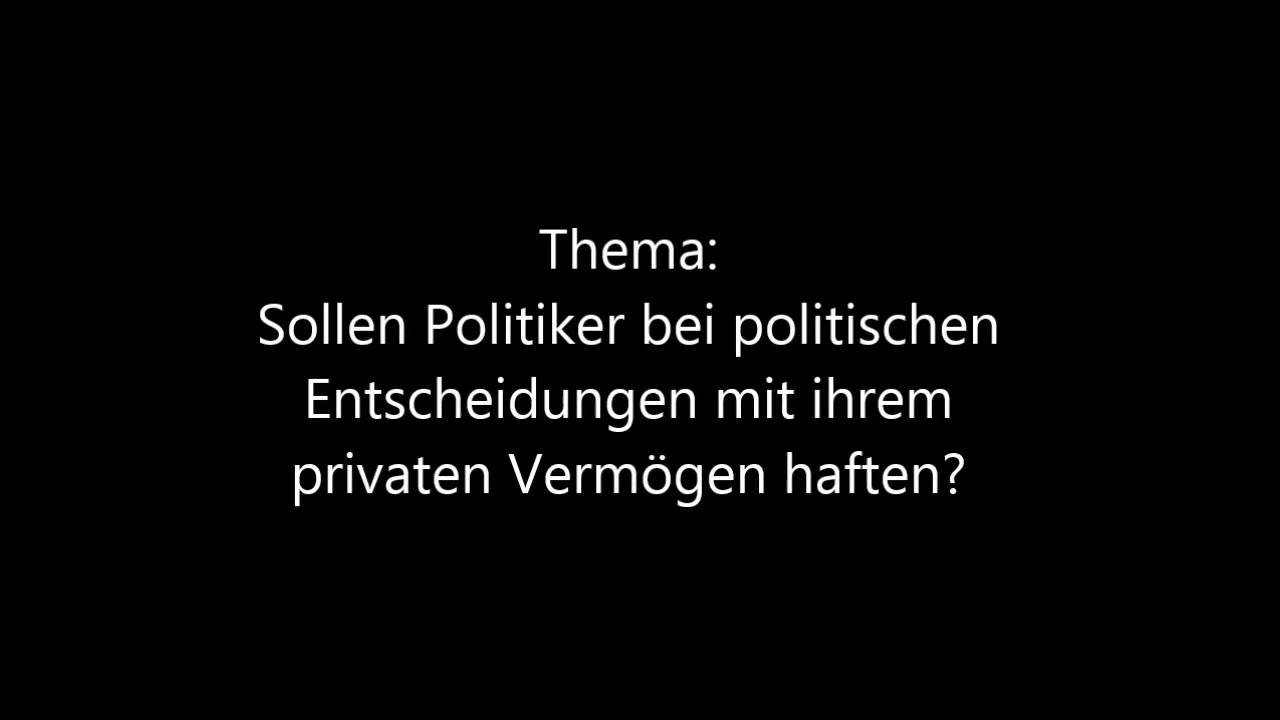 Thema:
Sollen Politiker bei politischen
Entscheidungen mit ihrem
privaten Vermögen haften?